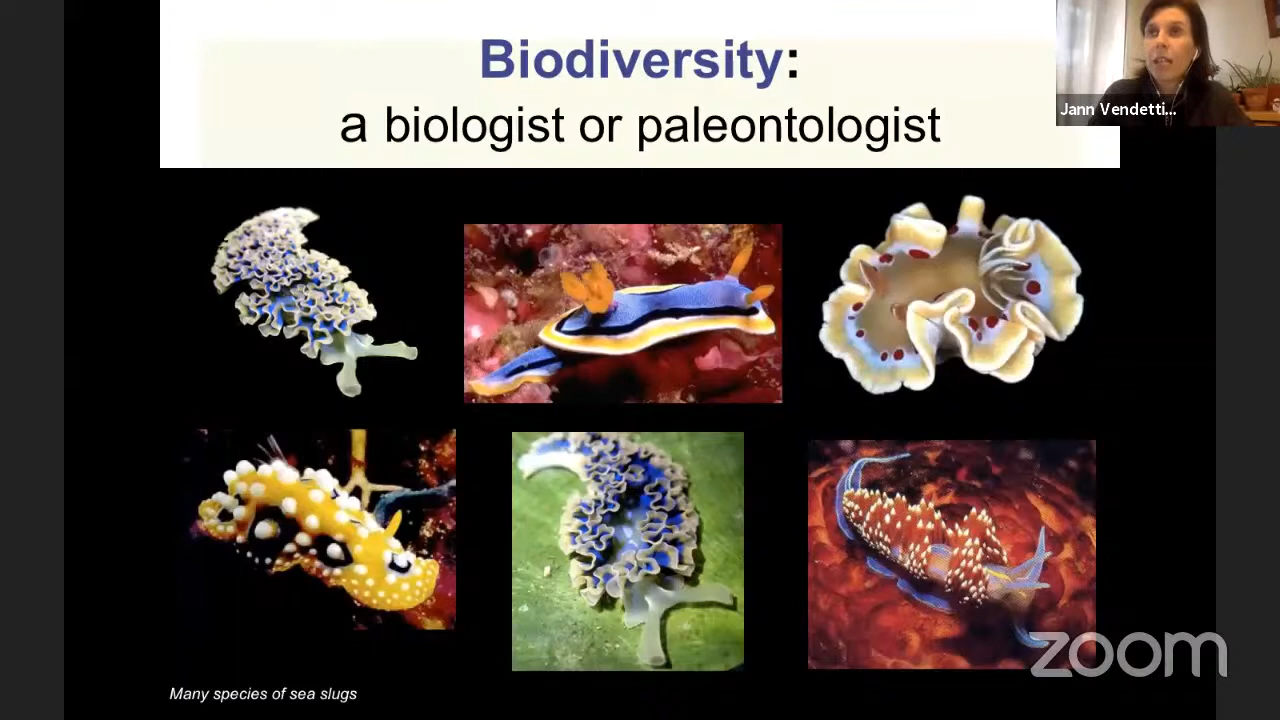 Biodiversity:
a biologist or paleontologist
Jann Vendetti...
Many species of sea slugs
zoom